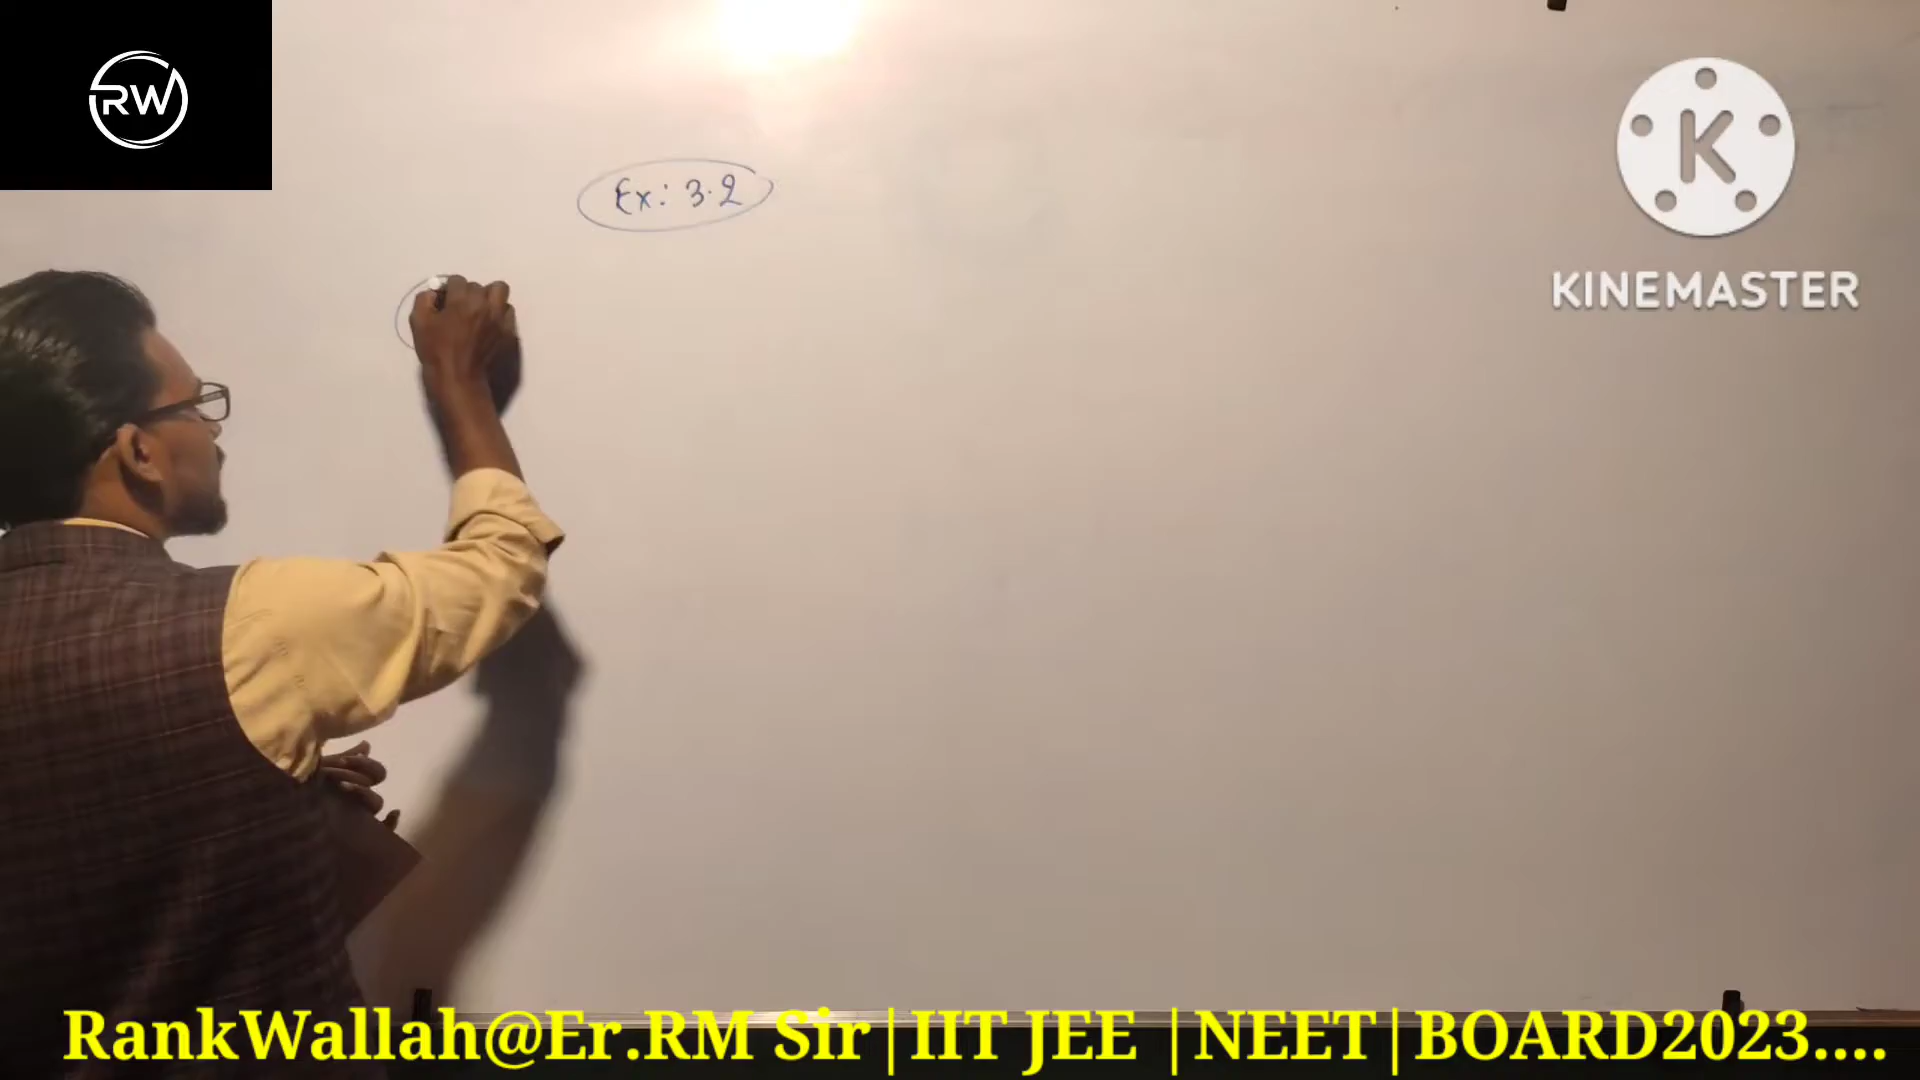 RW
Ex: 3.2
K
KINEMASTER
RankWallah@Er.RM Sir|IIT JEE |NEET|BOARD2023....